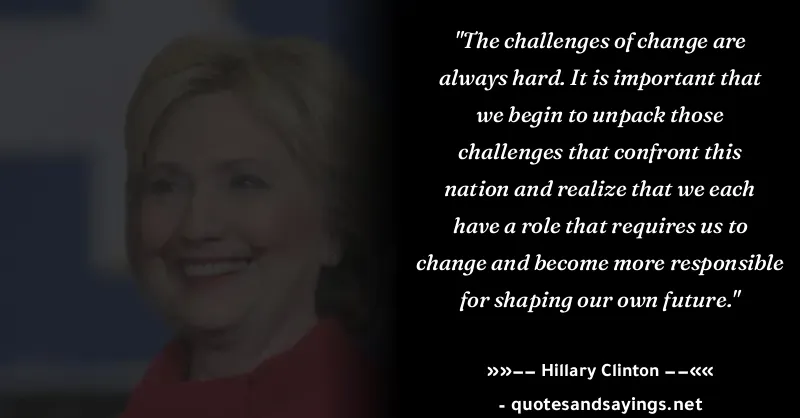 "The challenges of change are
always hard. It is important that
we begin to unpack those
challenges that confront this
nation and realize that we each
have a role that requires us to
change and become more responsible
for shaping our own future."
»»–– Hillary Clinton ––««
- quotesandsayings.net